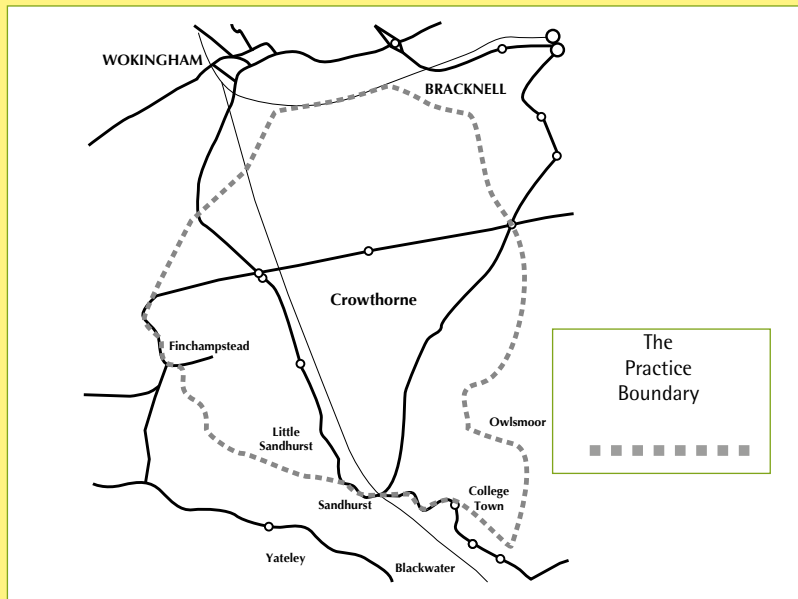 WOKINGHAM
BRACKNELL
Crowthorne
Finchampstead
The
Practice
Boundary
Owlsmoor
Little
Sandhurst
College
Town
Sandhurst
Yateley
Blackwater